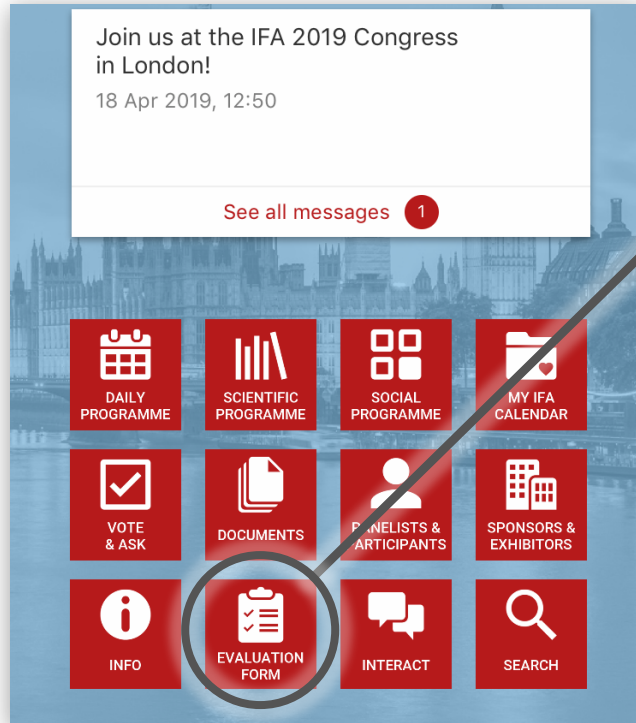 Join us at the IFA 2019 Congress
in London!
18 Apr 2019, 12:50
See all messages 1
DAILY
PROGRAMME
SCIENTIFIC
PROGRAMME
SOCIAL
PROGRAMME
MY IFA
CALENDAR
VOTE
& ASK
DOCUMENTS
PANELISTS &
PARTICIPANTS
SPONSORS &
EXHIBITORS
INFO
EVALUATION
FORM
INTERACT
SEARCH